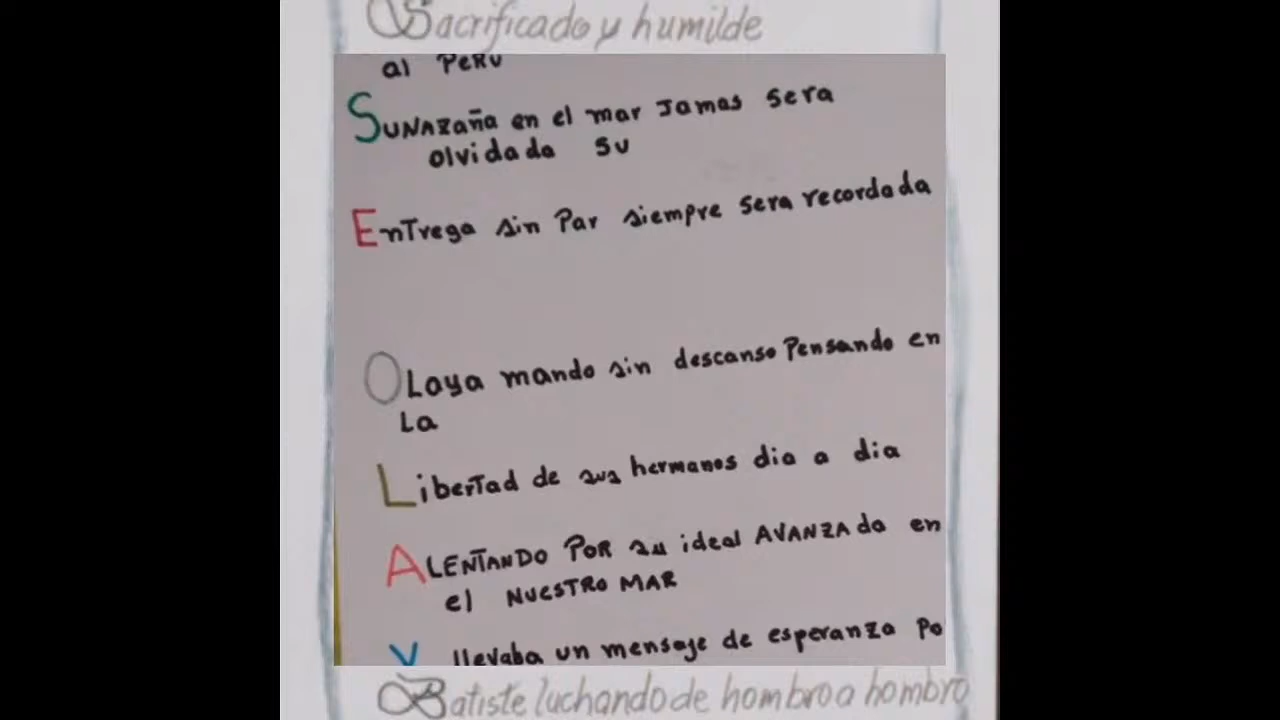 Sacrificado y humilde
al PERU
SUNAZaña en el mar Jamas sera
olvidada su
EnTrega sin Par siempre sera recordada
OLaya mando sin descanso Pensando en
La
LiberTad de sus hermanos dia a dia
ALENTANDO POR su ideal AVANZADO en
el NUESTRO MAR
Y llevaba un mensaje de esperanza Po
Batiste luchando de hombro a hombro